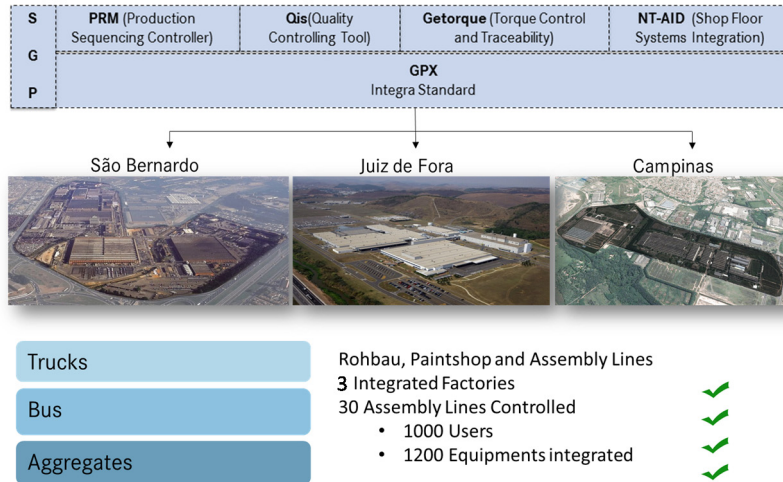 S
G
P
PRM (Production
Sequencing Controller)
Qis(Quality
Controlling Tool)
Getorque (Torque Control
and Traceability)
NT-AID (Shop Floor
Systems Integration)
GPX
Integra Standard
São Bernardo
Juiz de Fora
Campinas
Trucks
Bus
Aggregates
Rohbau, Paintshop and Assembly Lines
3 Integrated Factories
30 Assembly Lines Controlled
• 1000 Users
• 1200 Equipments integrated